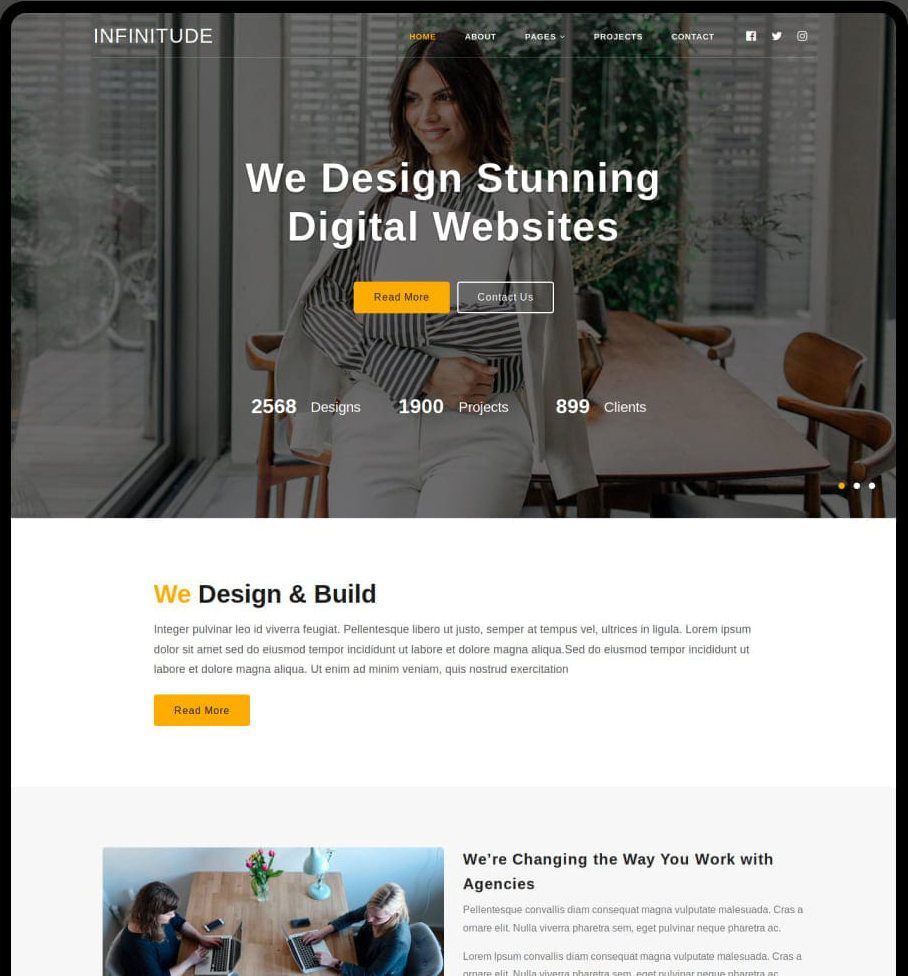 INFINITUDE
HOME ABOUT PAGES PROJECTS CONTACT
We Design Stunning
Digital Websites
Read More Contact Us
2568 Designs 1900 Projects 899 Clients
We Design & Build
Integer pulvinar leo id viverra feugiat. Pellentesque libero ut justo, semper at tempus vel, ultrices in ligula. Lorem ipsum
dolor sit amet sed do eiusmod tempor incididunt ut labore et dolore magna aliqua.Sed do eiusmod tempor incididunt ut
labore et dolore magna aliqua. Ut enim ad minim veniam, quis nostrud exercitation
Read More
We’re Changing the Way You Work with
Agencies
Pellentesque convallis diam consequat magna vulputate malesuada. Cras a
ornare elit. Nulla viverra pharetra sem, eget pulvinar neque pharetra ac.
Lorem Ipsum convallis diam consequat magna vulputate malesuada. Cras a
ornare elit. Nulla viverra pharetra sem, eget pulvinar neque pharetra ac.